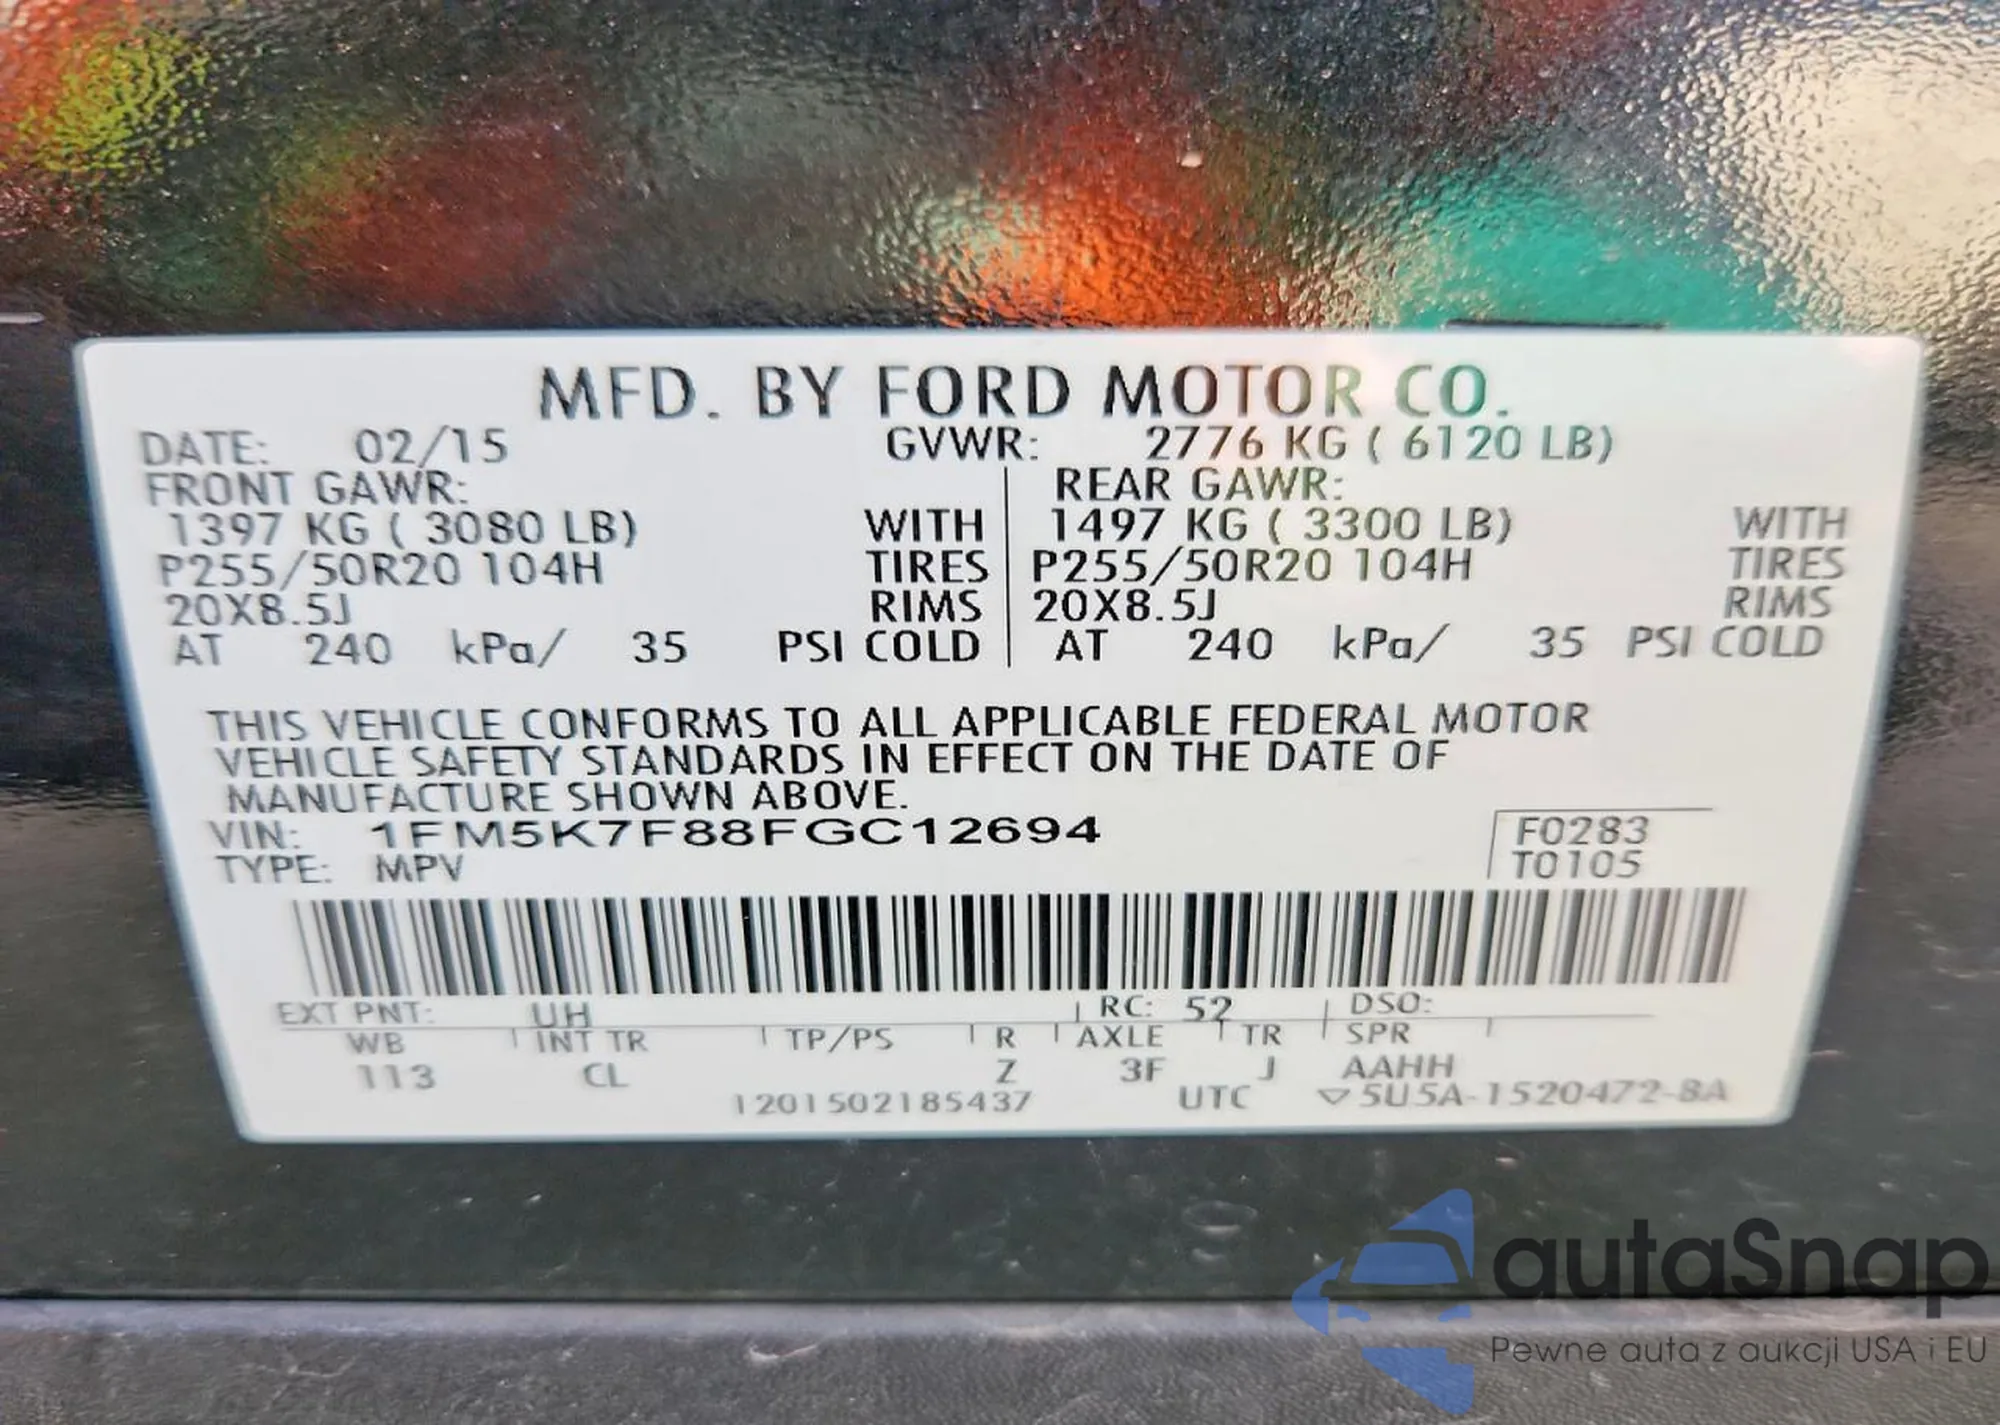 MFD. BY FORD MOTOR CO.
DATE: 02/15 GVWR: 2776 KG ( 6120 LB)
FRONT GAWR: REAR GAWR:
1397 KG ( 3080 LB) WITH 1497 KG ( 3300 LB) WITH
P255/50R20 104H TIRES P255/50R20 104H TIRES
20X8.5J RIMS 20X8.5J RIMS
AT 240 kPa/ 35 PSI COLD AT 240 kPa/ 35 PSI COLD
THIS VEHICLE CONFORMS TO ALL APPLICABLE FEDERAL MOTOR
VEHICLE SAFETY STANDARDS IN EFFECT ON THE DATE OF
MANUFACTURE SHOWN ABOVE.
VIN: 1FM5K7F88FGC12694 F0283
TYPE: MPV T0105
EXT PNT: UH RC: 52 DSO:
WB INT TR TP/PS R AXLE TR SPR
113 CL Z 3F J AAHH
1201502185437 UTC ▽5U5A-1520472-8A
autaSnap
Pewne auta z aukcji USA i EU